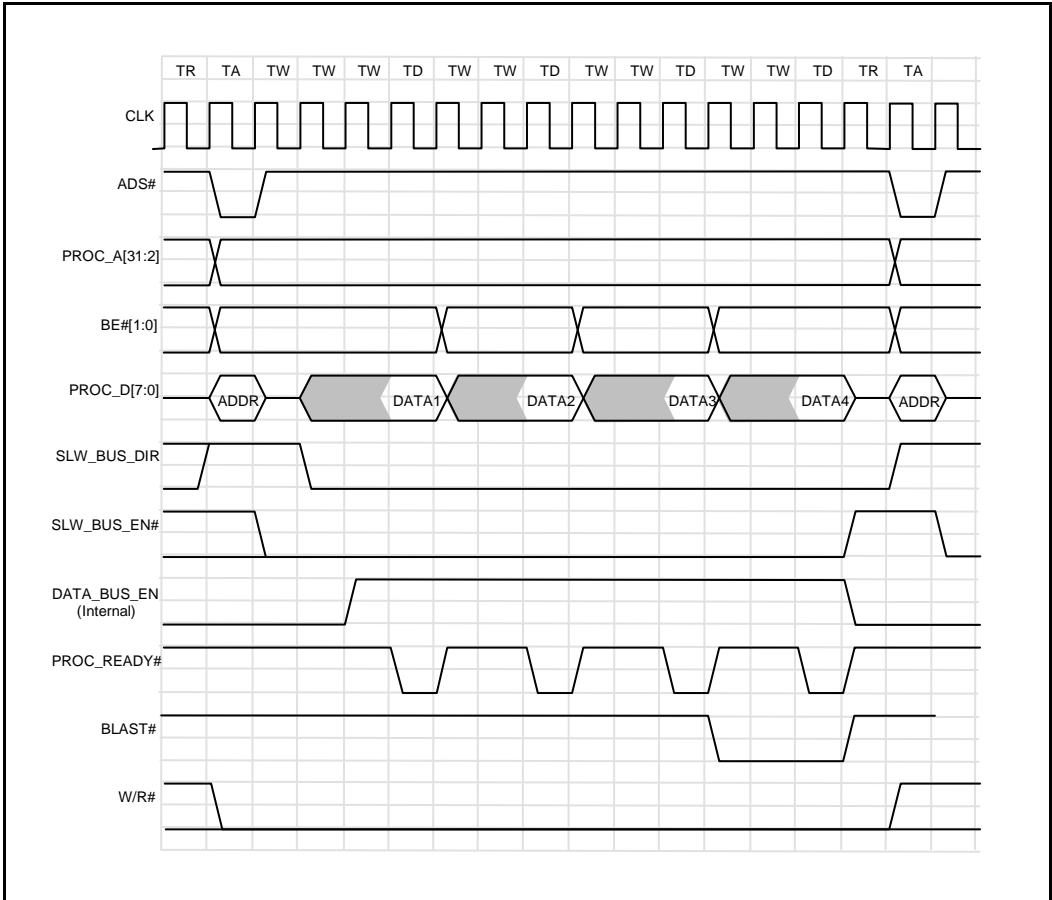 TR TA TW TW TW TD TW TW TD TW TW TD TW TW TD TR TA
CLK
ADS#
PROC_A[31:2]
BE#[1:0]
PROC_D[7:0] ADDR DATA1 DATA2 DATA3 DATA4 ADDR
SLW_BUS_DIR
SLW_BUS_EN#
DATA_BUS_EN
(Internal)
PROC_READY#
BLAST#
W/R#